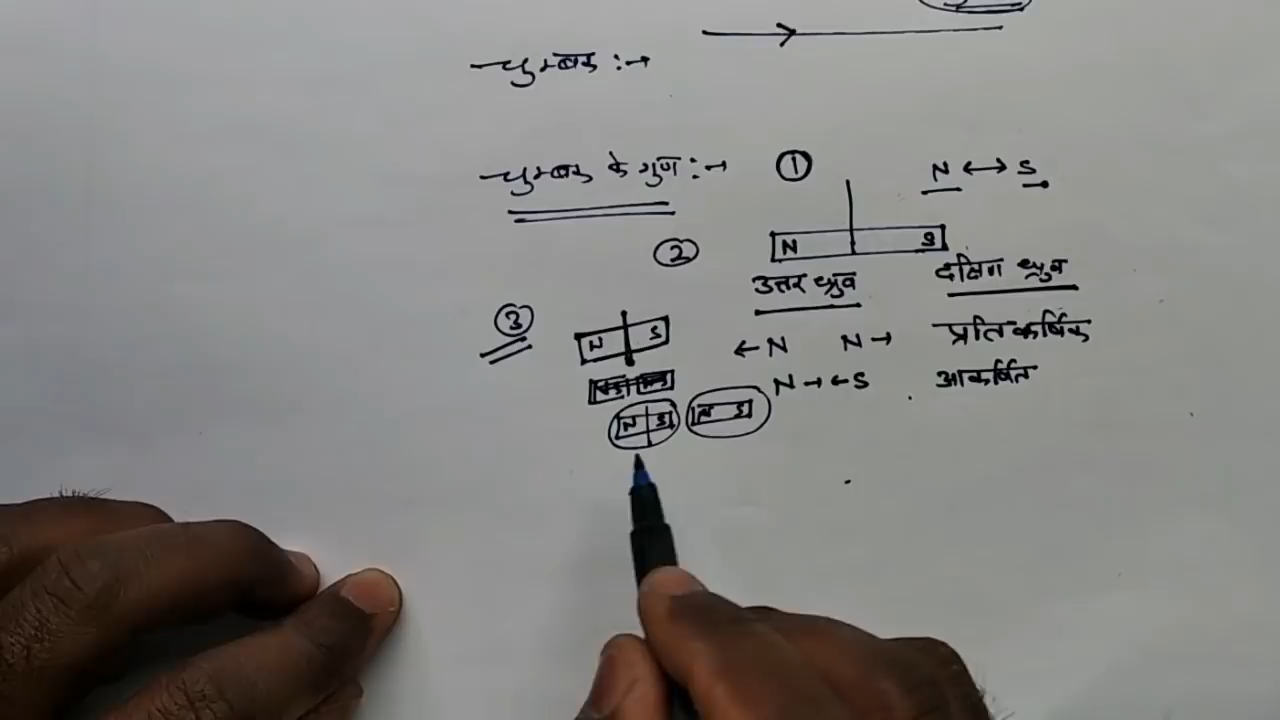 चुम्बक :→
चुम्बक के गुण :→ ① N ↔ S
② N S
उत्तर ध्रुव दक्षिण ध्रुव
③ N S ←N N→ प्रतिकर्षिक
N→←S आकर्षित
N S N S